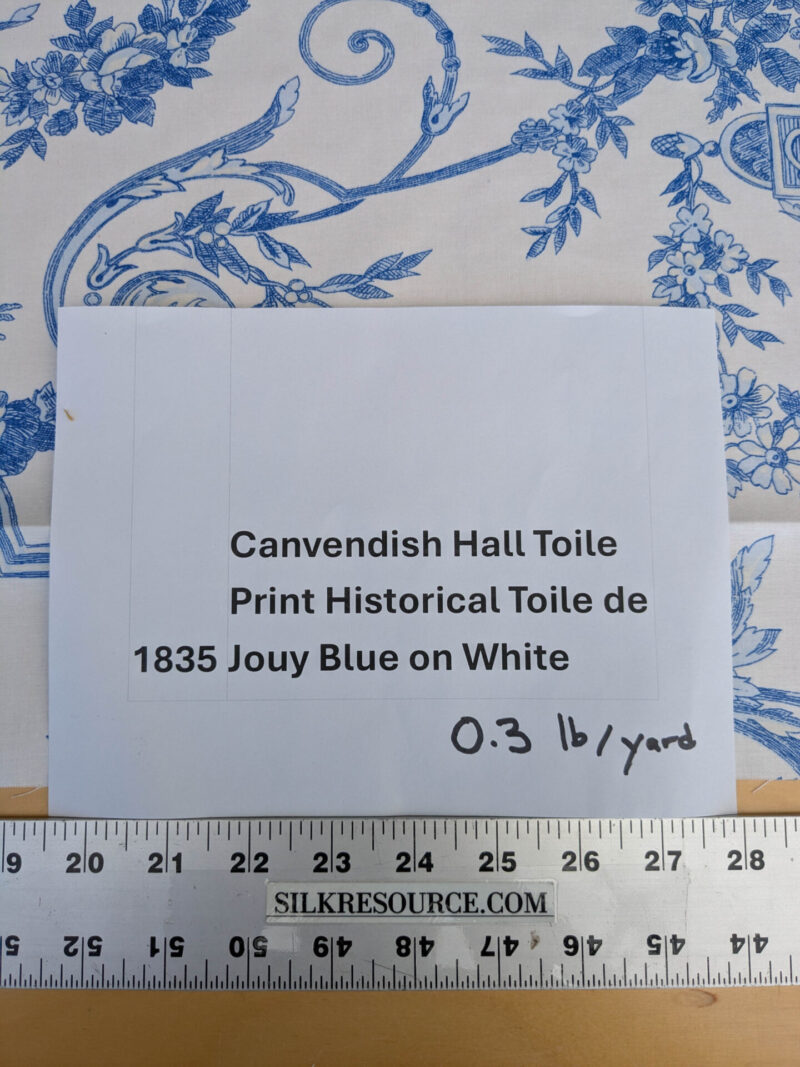 Canvendish Hall Toile
Print Historical Toile de
1835 Jouy Blue on White
0.3 lb/yard
9 20 21 22 23 24 25 26 27 28
SILKRESOURCE.COM
53 52 51 50 49 48 47 46 45 44